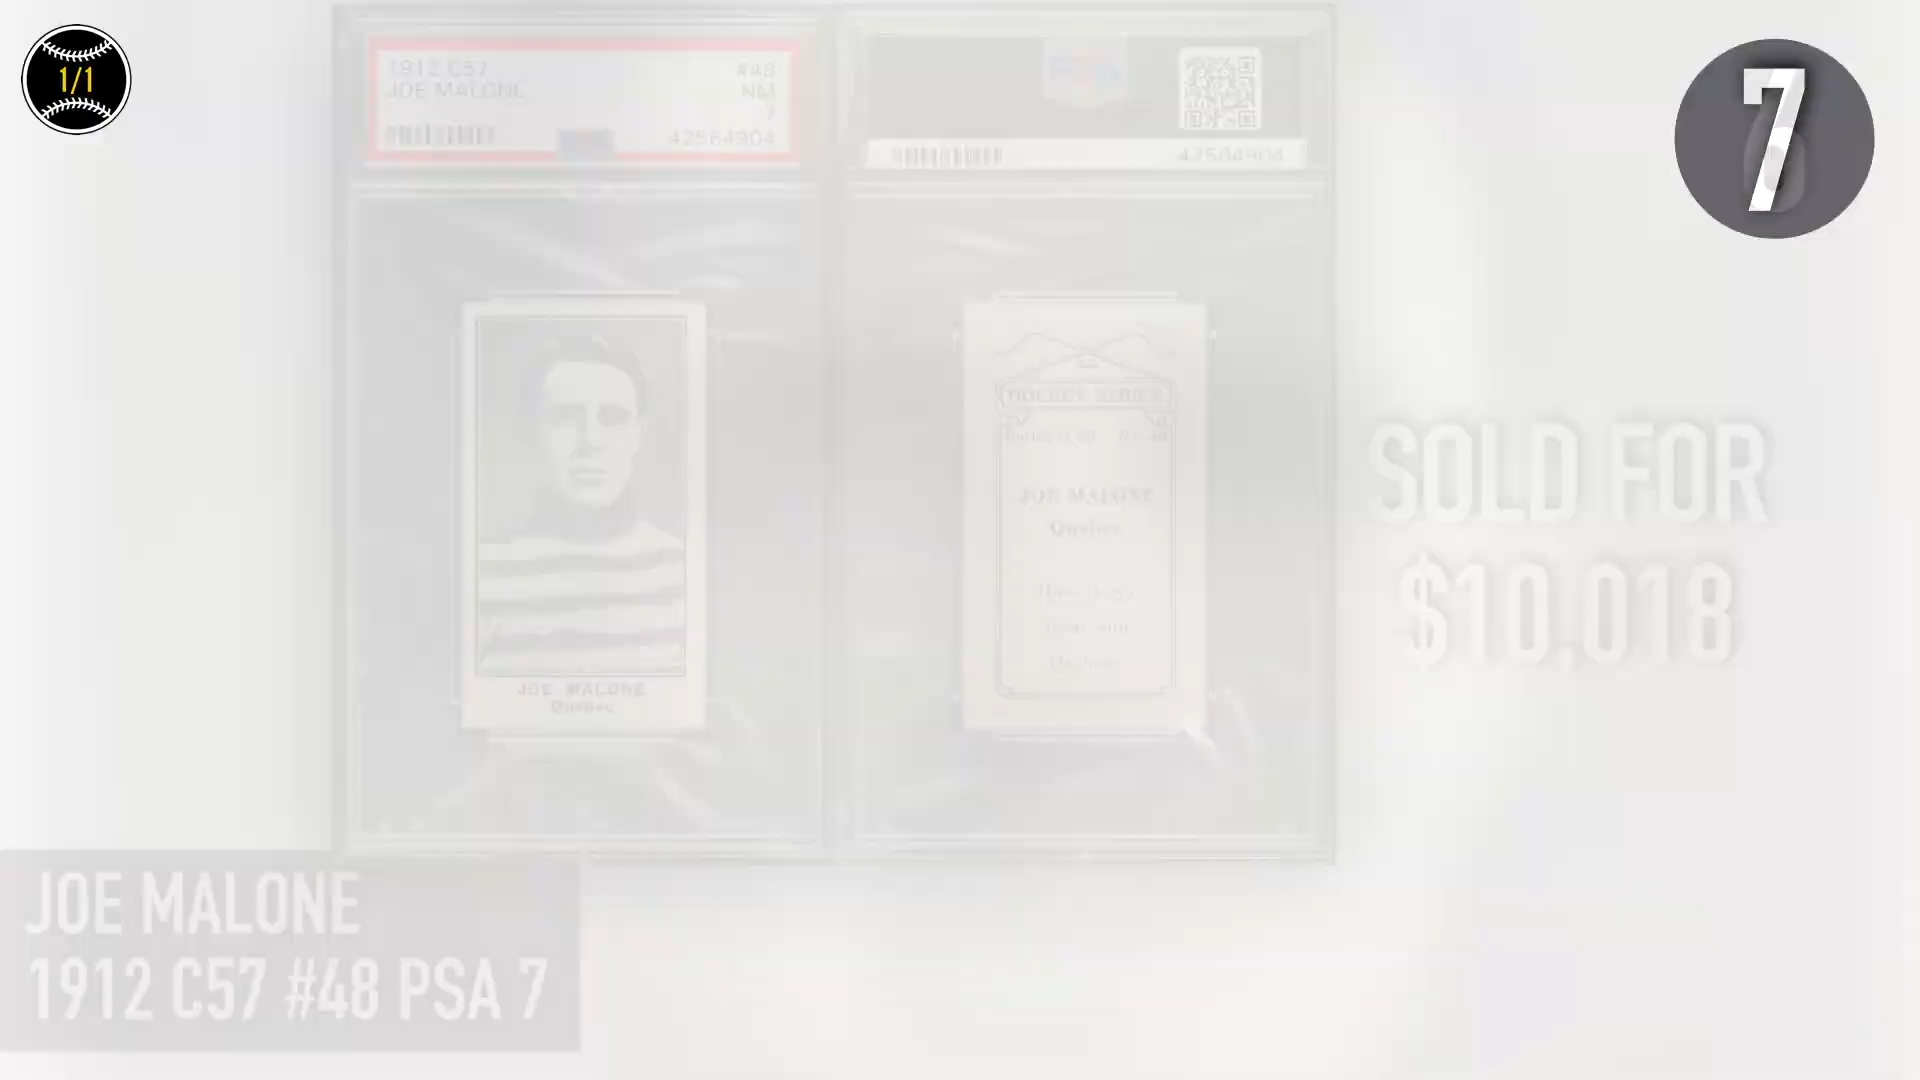 1/1
7
1912 C57
#48
JOE MALONE
NM
7
42564904
42564904
JOE MALONE
Quebec
HOCKEY SERIES
JOE MALONE
Quebec
SOLD FOR
$10,018
JOE MALONE
1912 C57 #48 PSA 7